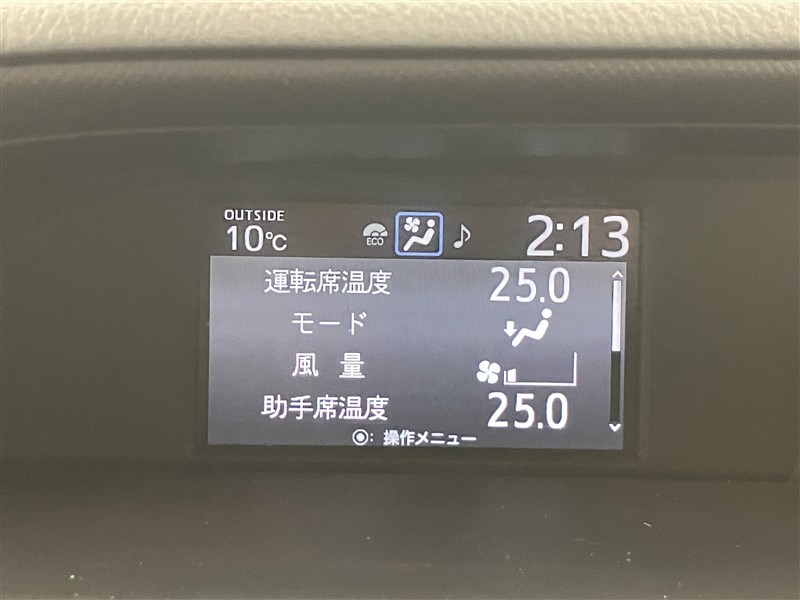 OUTSIDE
10℃ ECO 2:13
運転席温度 25.0
モード
風量
助手席温度 25.0
◉: 操作メニュー